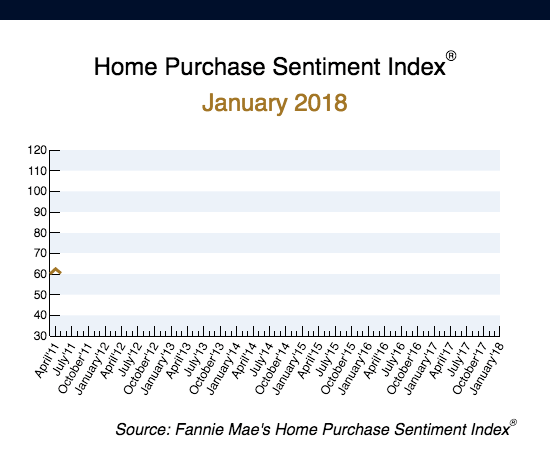 Home Purchase Sentiment Index®
January 2018
120
110
100
90
80
70
60
50
40
30
April'11
July'11
October'11
January'12
April'12
July'12
October'12
January'13
April'13
July'13
October'13
January'14
April'14
July'14
October'14
January'15
April'15
July'15
October'15
January'16
April'16
July'16
October'16
January'17
April'17
July'17
October'17
January'18
Source: Fannie Mae's Home Purchase Sentiment Index®